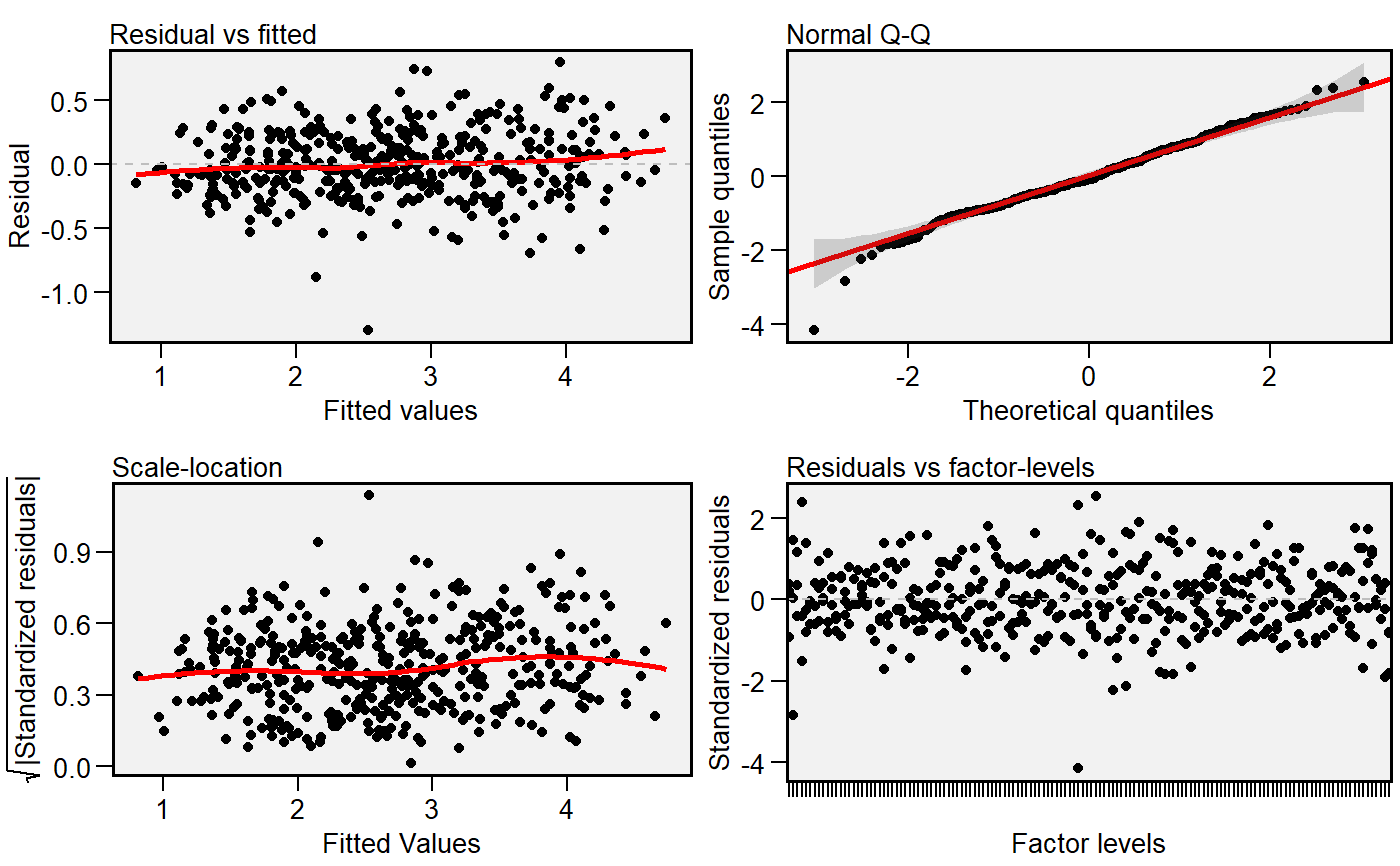 Residual vs fitted
Residual
0.5
0.0
-0.5
-1.0
1 2 3 4
Fitted values
Normal Q-Q
Sample quantiles
2
0
-2
-4
-2 0 2
Theoretical quantiles
Scale-location
√|Standardized residuals|
0.9
0.6
0.3
0.0
1 2 3 4
Fitted Values
Residuals vs factor-levels
Standardized residuals
2
0
-2
-4
Factor levels